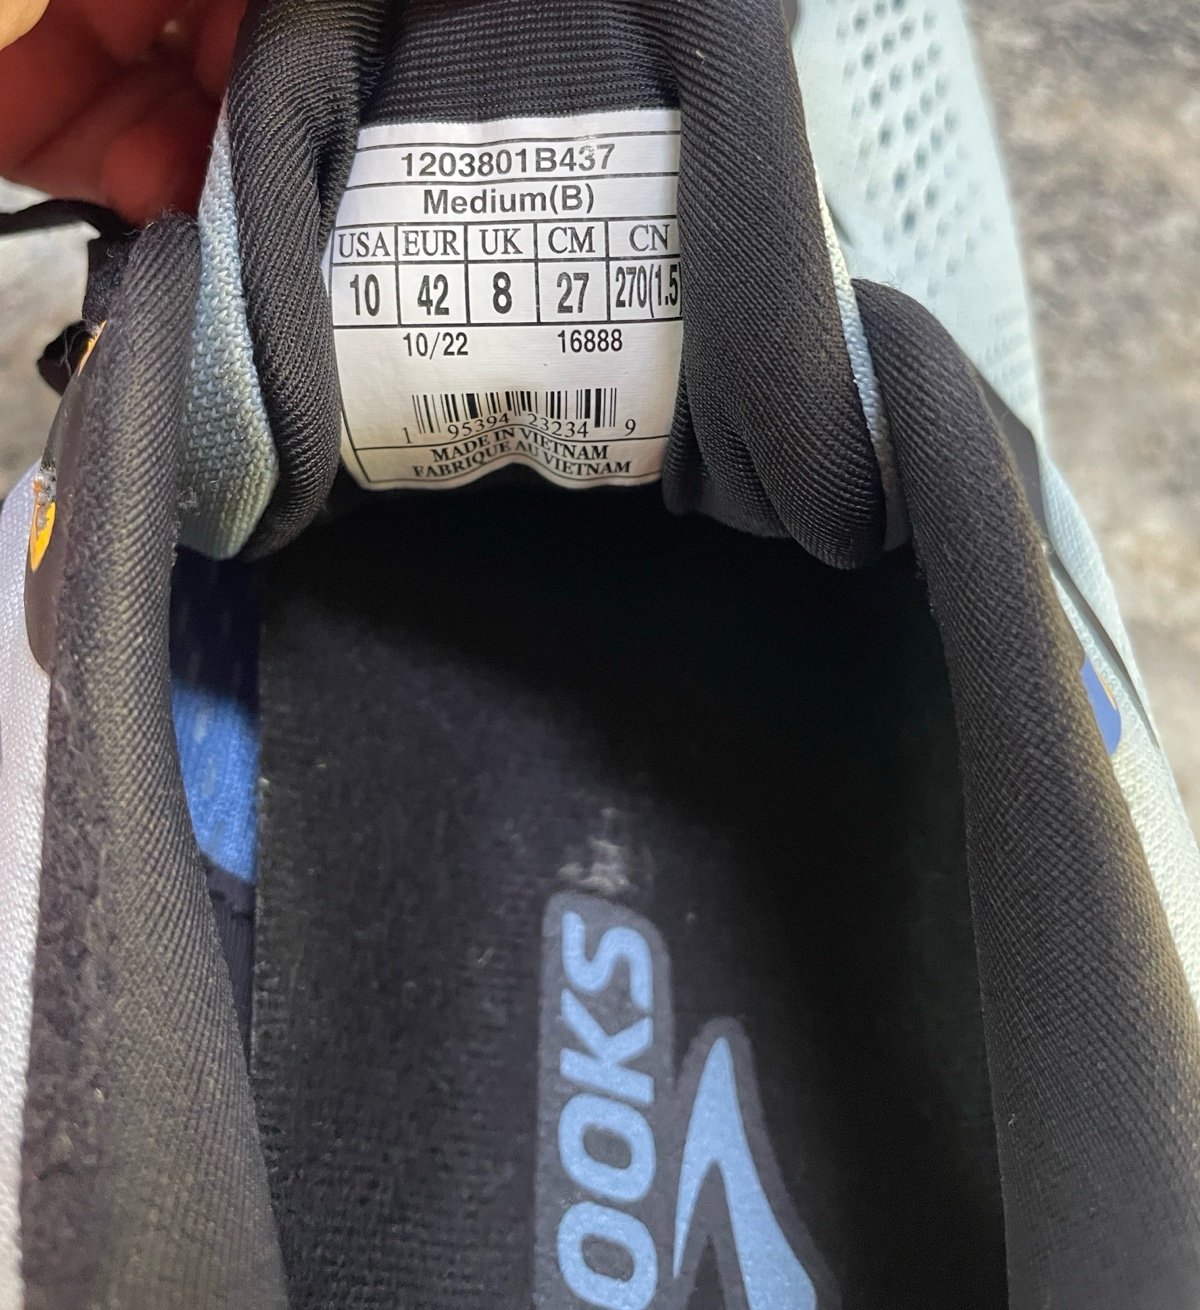 1203801B437
Medium(B)
USA EUR UK CM CN
10 42 8 27 270(1.5
10/22 16888
1 95394 23234 9
MADE IN VIETNAM
FABRIQUE AU VIETNAM
OOKS